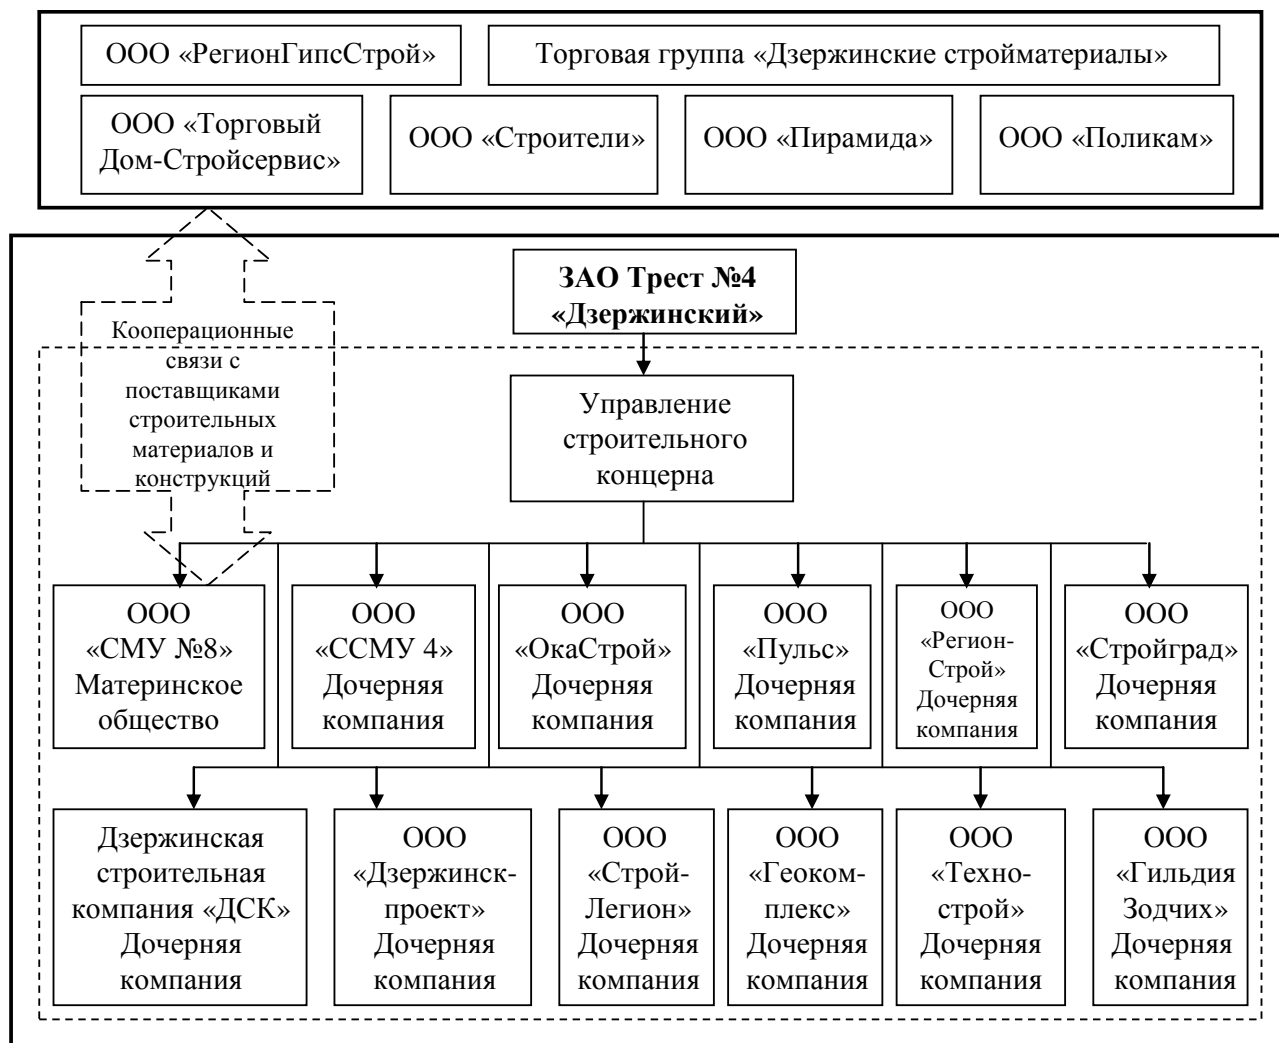 ООО «РегионГипсСтрой»
Торговая группа «Дзержинские стройматериалы»
ООО «Торговый
Дом-Стройсервис»
ООО «Строители»
ООО «Пирамида»
ООО «Поликам»
ЗАО Трест №4
«Дзержинский»
Кооперационные
связи с
поставщиками
строительных
материалов и
конструкций
Управление
строительного
концерна
ООО
«СМУ №8»
Материнское
общество
ООО
«ССМУ 4»
Дочерняя
компания
ООО
«ОкаСтрой»
Дочерняя
компания
ООО
«Пульс»
Дочерняя
компания
ООО
«Регион-
Строй»
Дочерняя
компания
ООО
«Стройград»
Дочерняя
компания
Дзержинская
строительная
компания «ДСК»
Дочерняя
компания
ООО
«Дзержинск-
проект»
Дочерняя
компания
ООО
«Строй-
Легион»
Дочерняя
компания
ООО
«Геоком-
плекс»
Дочерняя
компания
ООО
«Техно-
строй»
Дочерняя
компания
ООО
«Гильдия
Зодчих»
Дочерняя
компания